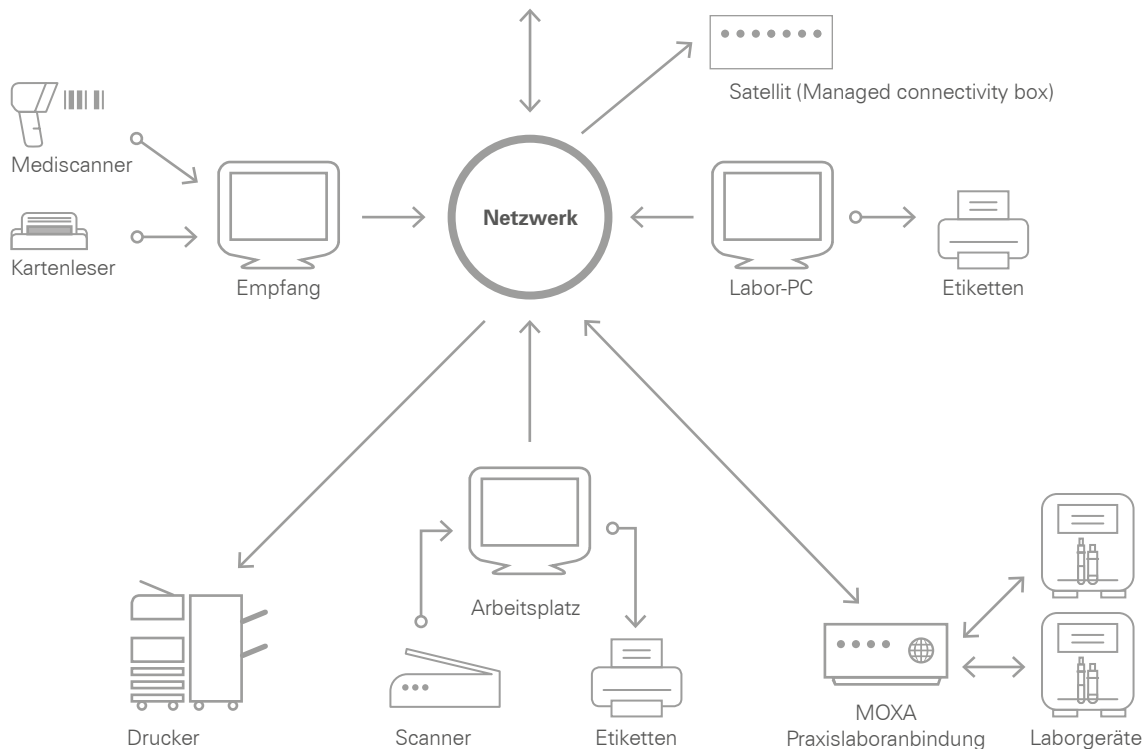 Satellit (Managed connectivity box)
Mediscanner
Netzwerk
Kartenleser
Empfang
Labor-PC
Etiketten
Arbeitsplatz
MOXA
Drucker
Scanner
Etiketten
Praxislaboranbindung
Laborgeräte